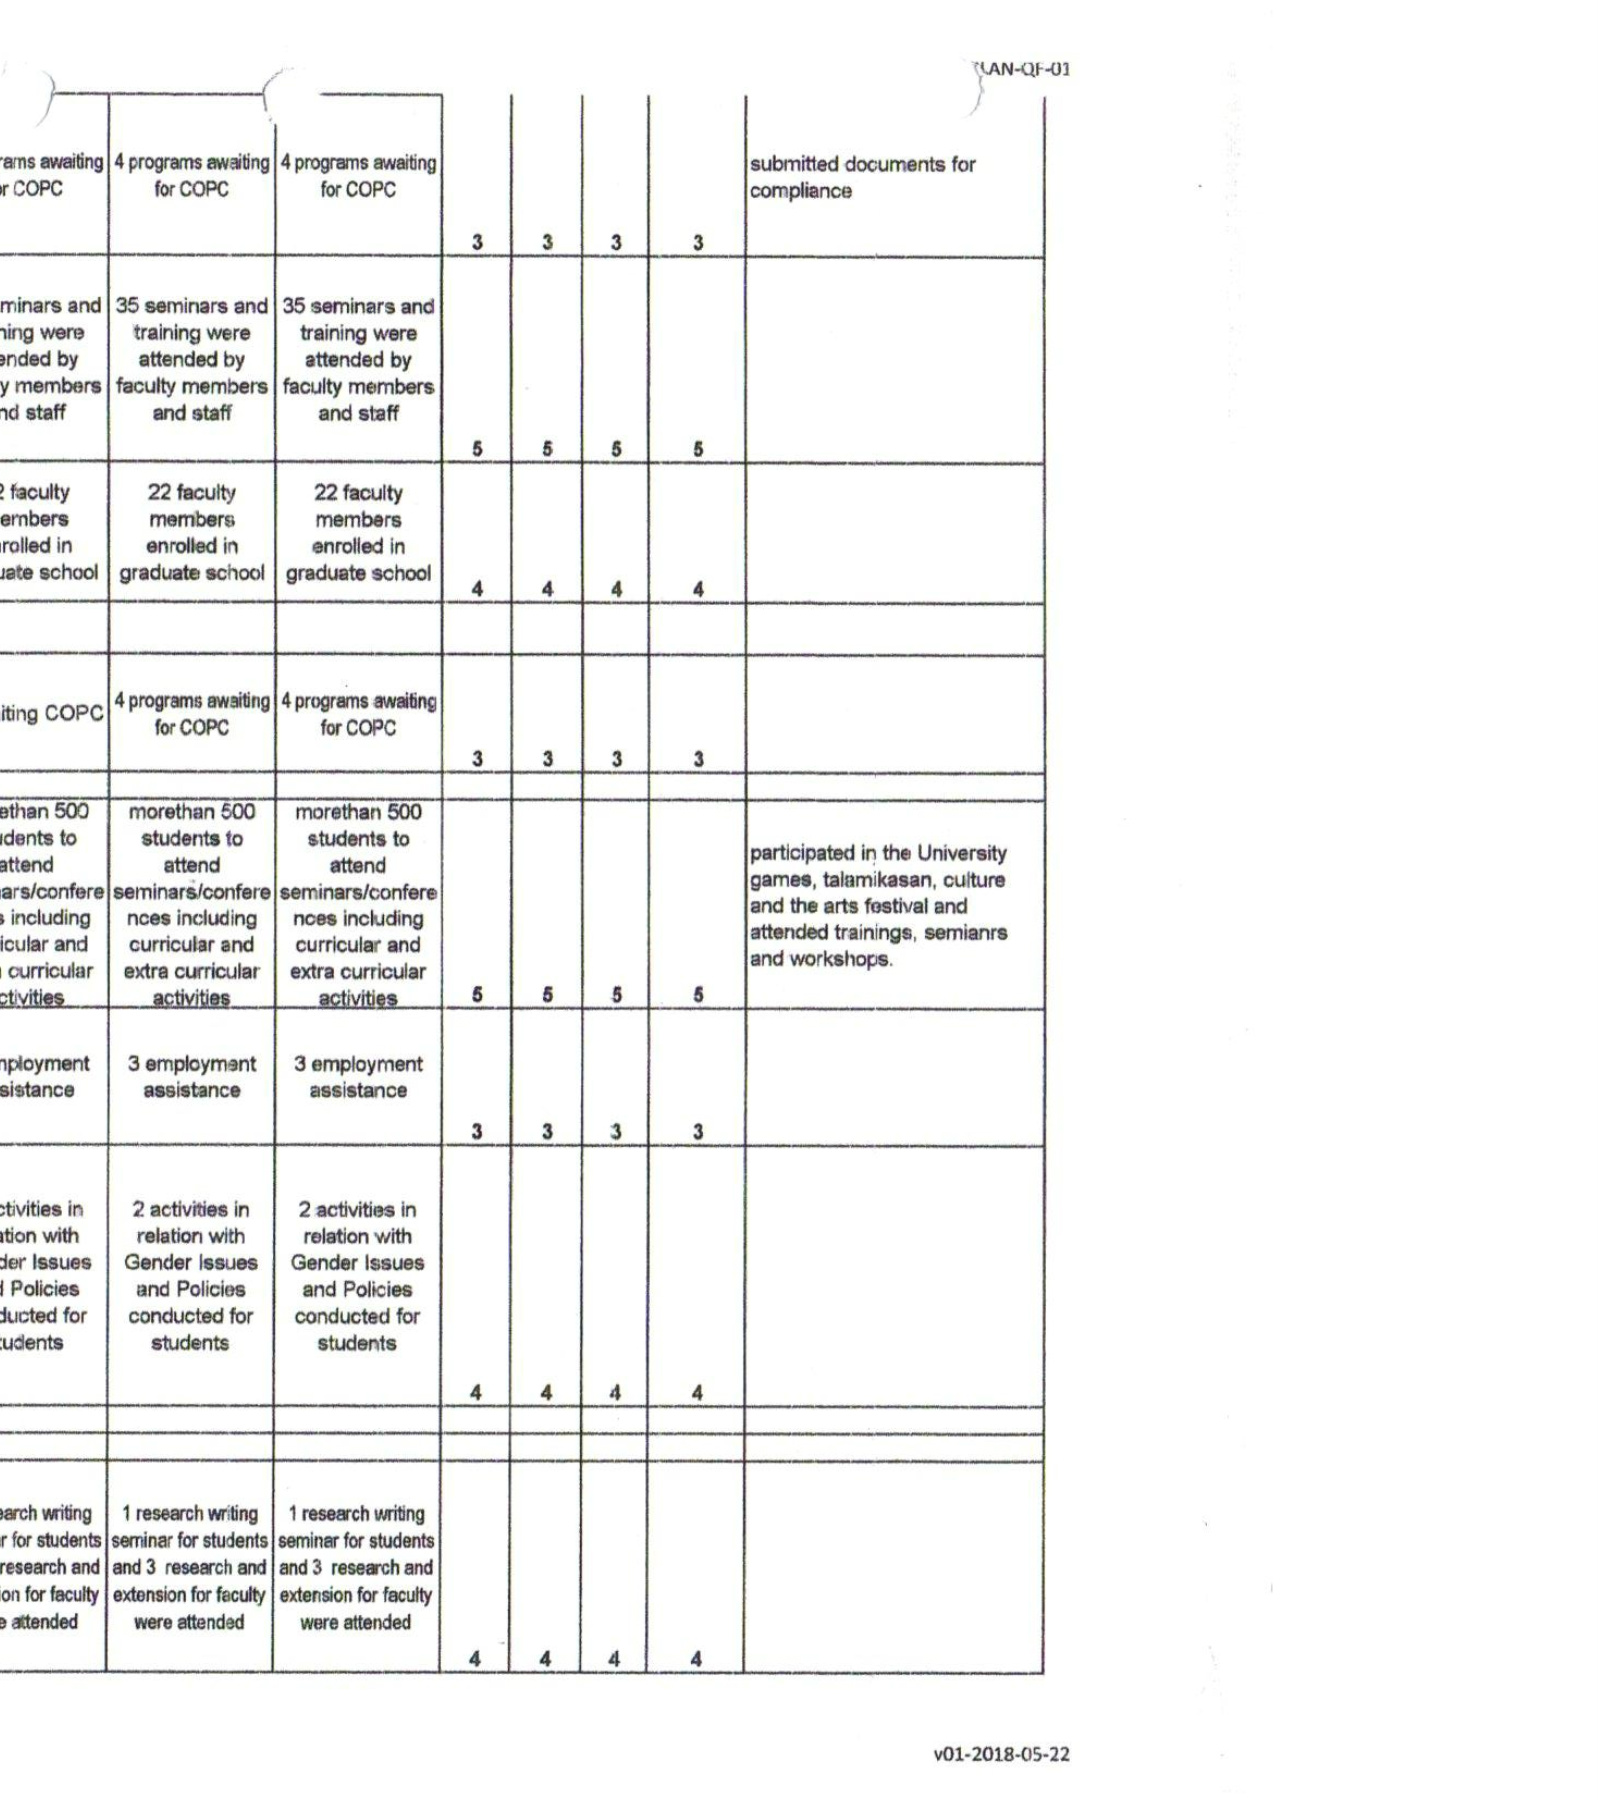 LAN-QF-01
rams awaiting 4 programs awaiting 4 programs awaiting submitted documents for
r COPC for COPC for COPC compliance
3 3 3 3
minars and 35 seminars and 35 seminars and
ning were training were training were
ended by attended by attended by
y members faculty members faculty members
nd staff and staff and staff
5 5 5 5
2 faculty 22 faculty 22 faculty
embers members members
rolled in enrolled in enrolled in
uate school graduate school graduate school
4 4 4 4
iting COPC 4 programs awaiting 4 programs awaiting
for COPC for COPC
3 3 3 3
ethan 500 morethan 500 morethan 500
udents to students to students to
attend attend attend participated in the University
ars/confere seminars/confere seminars/confere games, talamikasan, culture
s including nces including nces including and the arts festival and
icular and curricular and curricular and attended trainings, semianrs
curricular extra curricular extra curricular and workshops.
ctivities activities activities
5 5 5 5
nployment 3 employment 3 employment
sistance assistance assistance
3 3 3 3
ctivities in 2 activities in 2 activities in
ation with relation with relation with
der Issues Gender Issues Gender Issues
d Policies and Policies and Policies
ducted for conducted for conducted for
tudents students students
4 4 4 4
earch writing 1 research writing 1 research writing
r for students seminar for students seminar for students
research and and 3 research and and 3 research and
ion for faculty extension for faculty extension for faculty
e attended were attended were attended
4 4 4 4
v01-2018-05-22